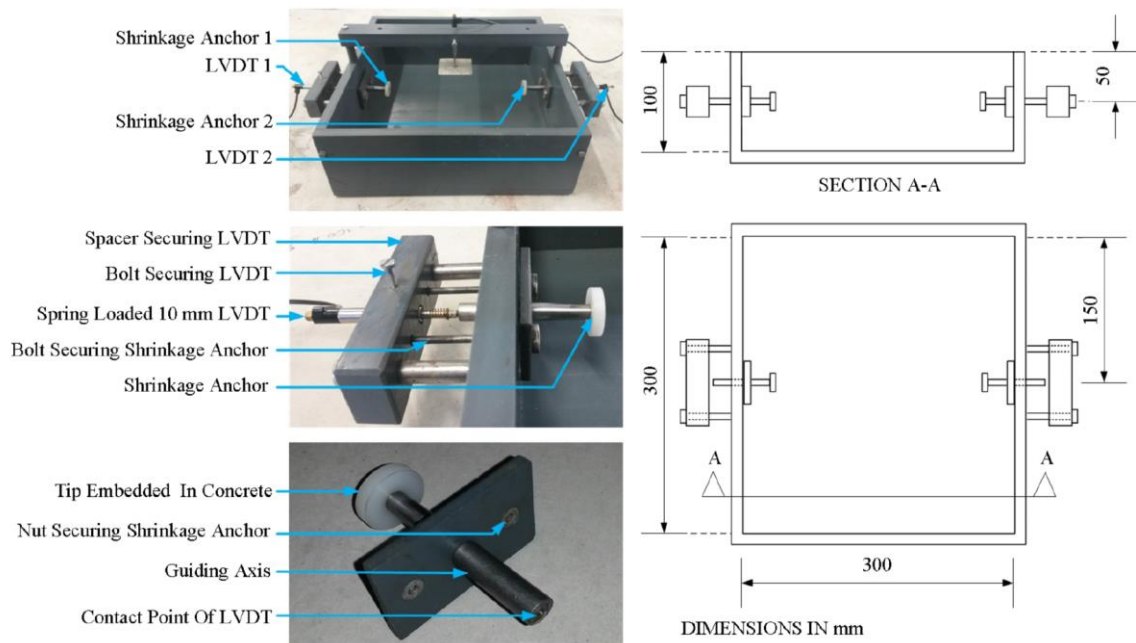 Shrinkage Anchor 1
LVDT 1
Shrinkage Anchor 2
LVDT 2
Spacer Securing LVDT
Bolt Securing LVDT
Spring Loaded 10 mm LVDT
Bolt Securing Shrinkage Anchor
Shrinkage Anchor
Tip Embedded In Concrete
Nut Securing Shrinkage Anchor
Guiding Axis
Contact Point Of LVDT
100
50
SECTION A-A
300
150
A
A
300
DIMENSIONS IN mm